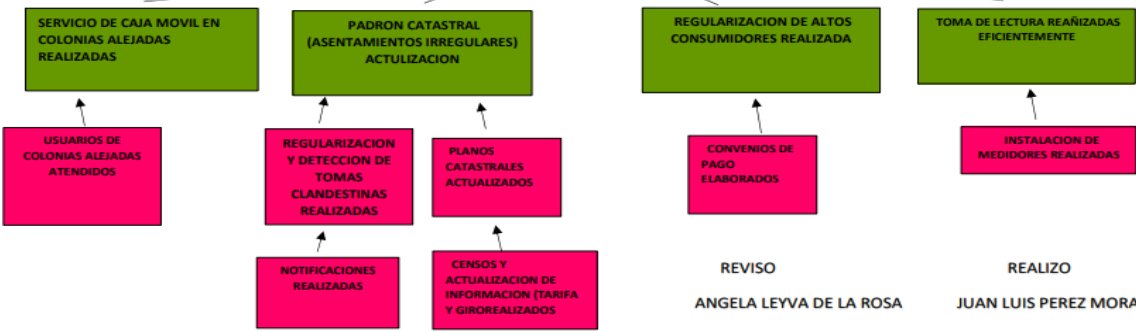 SERVICIO DE CAJA MOVIL EN
COLONIAS ALEJADAS
REALIZADAS
PADRON CATASTRAL
(ASENTAMIENTOS IRREGULARES)
ACTULIZACION
REGULARIZACION DE ALTOS
CONSUMIDORES REALIZADA
TOMA DE LECTURA REAÑIZADAS
EFICIENTEMENTE
USUARIOS DE
COLONIAS ALEJADAS
ATENDIDOS
REGULARIZACION
Y DETECCION DE
TOMAS
CLANDESTINAS
REALIZADAS
PLANOS
CATASTRALES
ACTUALIZADOS
CONVENIOS DE
PAGO
ELABORADOS
INSTALACION DE
MEDIDORES REALIZADAS
NOTIFICACIONES
REALIZADAS
CENSOS Y
ACTUALIZACION DE
INFORMACION (TARIFA
Y GIROREALIZADOS
REVISO
ANGELA LEYVA DE LA ROSA
REALIZO
JUAN LUIS PEREZ MORA